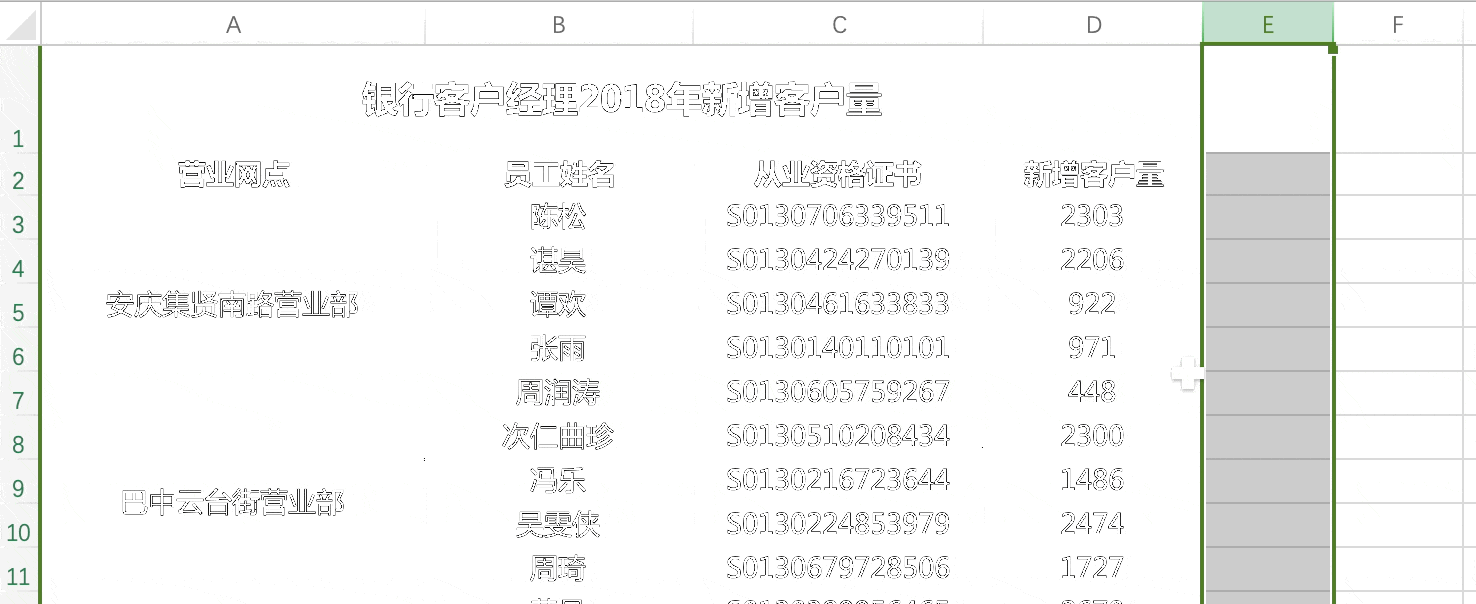 A B C D E F
1 银行客户经理2018年新增客户量
2 营业网点 员工姓名 从业资格证书 新增客户量
3 陈松 S0130706339511 2303
4 谌昊 S0130424270139 2206
5 安庆集贤南路营业部 谭欢 S0130461633833 922
6 张雨 S0130140110101 971
7 周润涛 S0130605759267 448
8 次仁曲珍 S0130510208434 2300
9 巴中云台街营业部 冯乐 S0130216723644 1486
10 吴雯侠 S0130224853979 2474
11 周琦 S0130679728506 1727